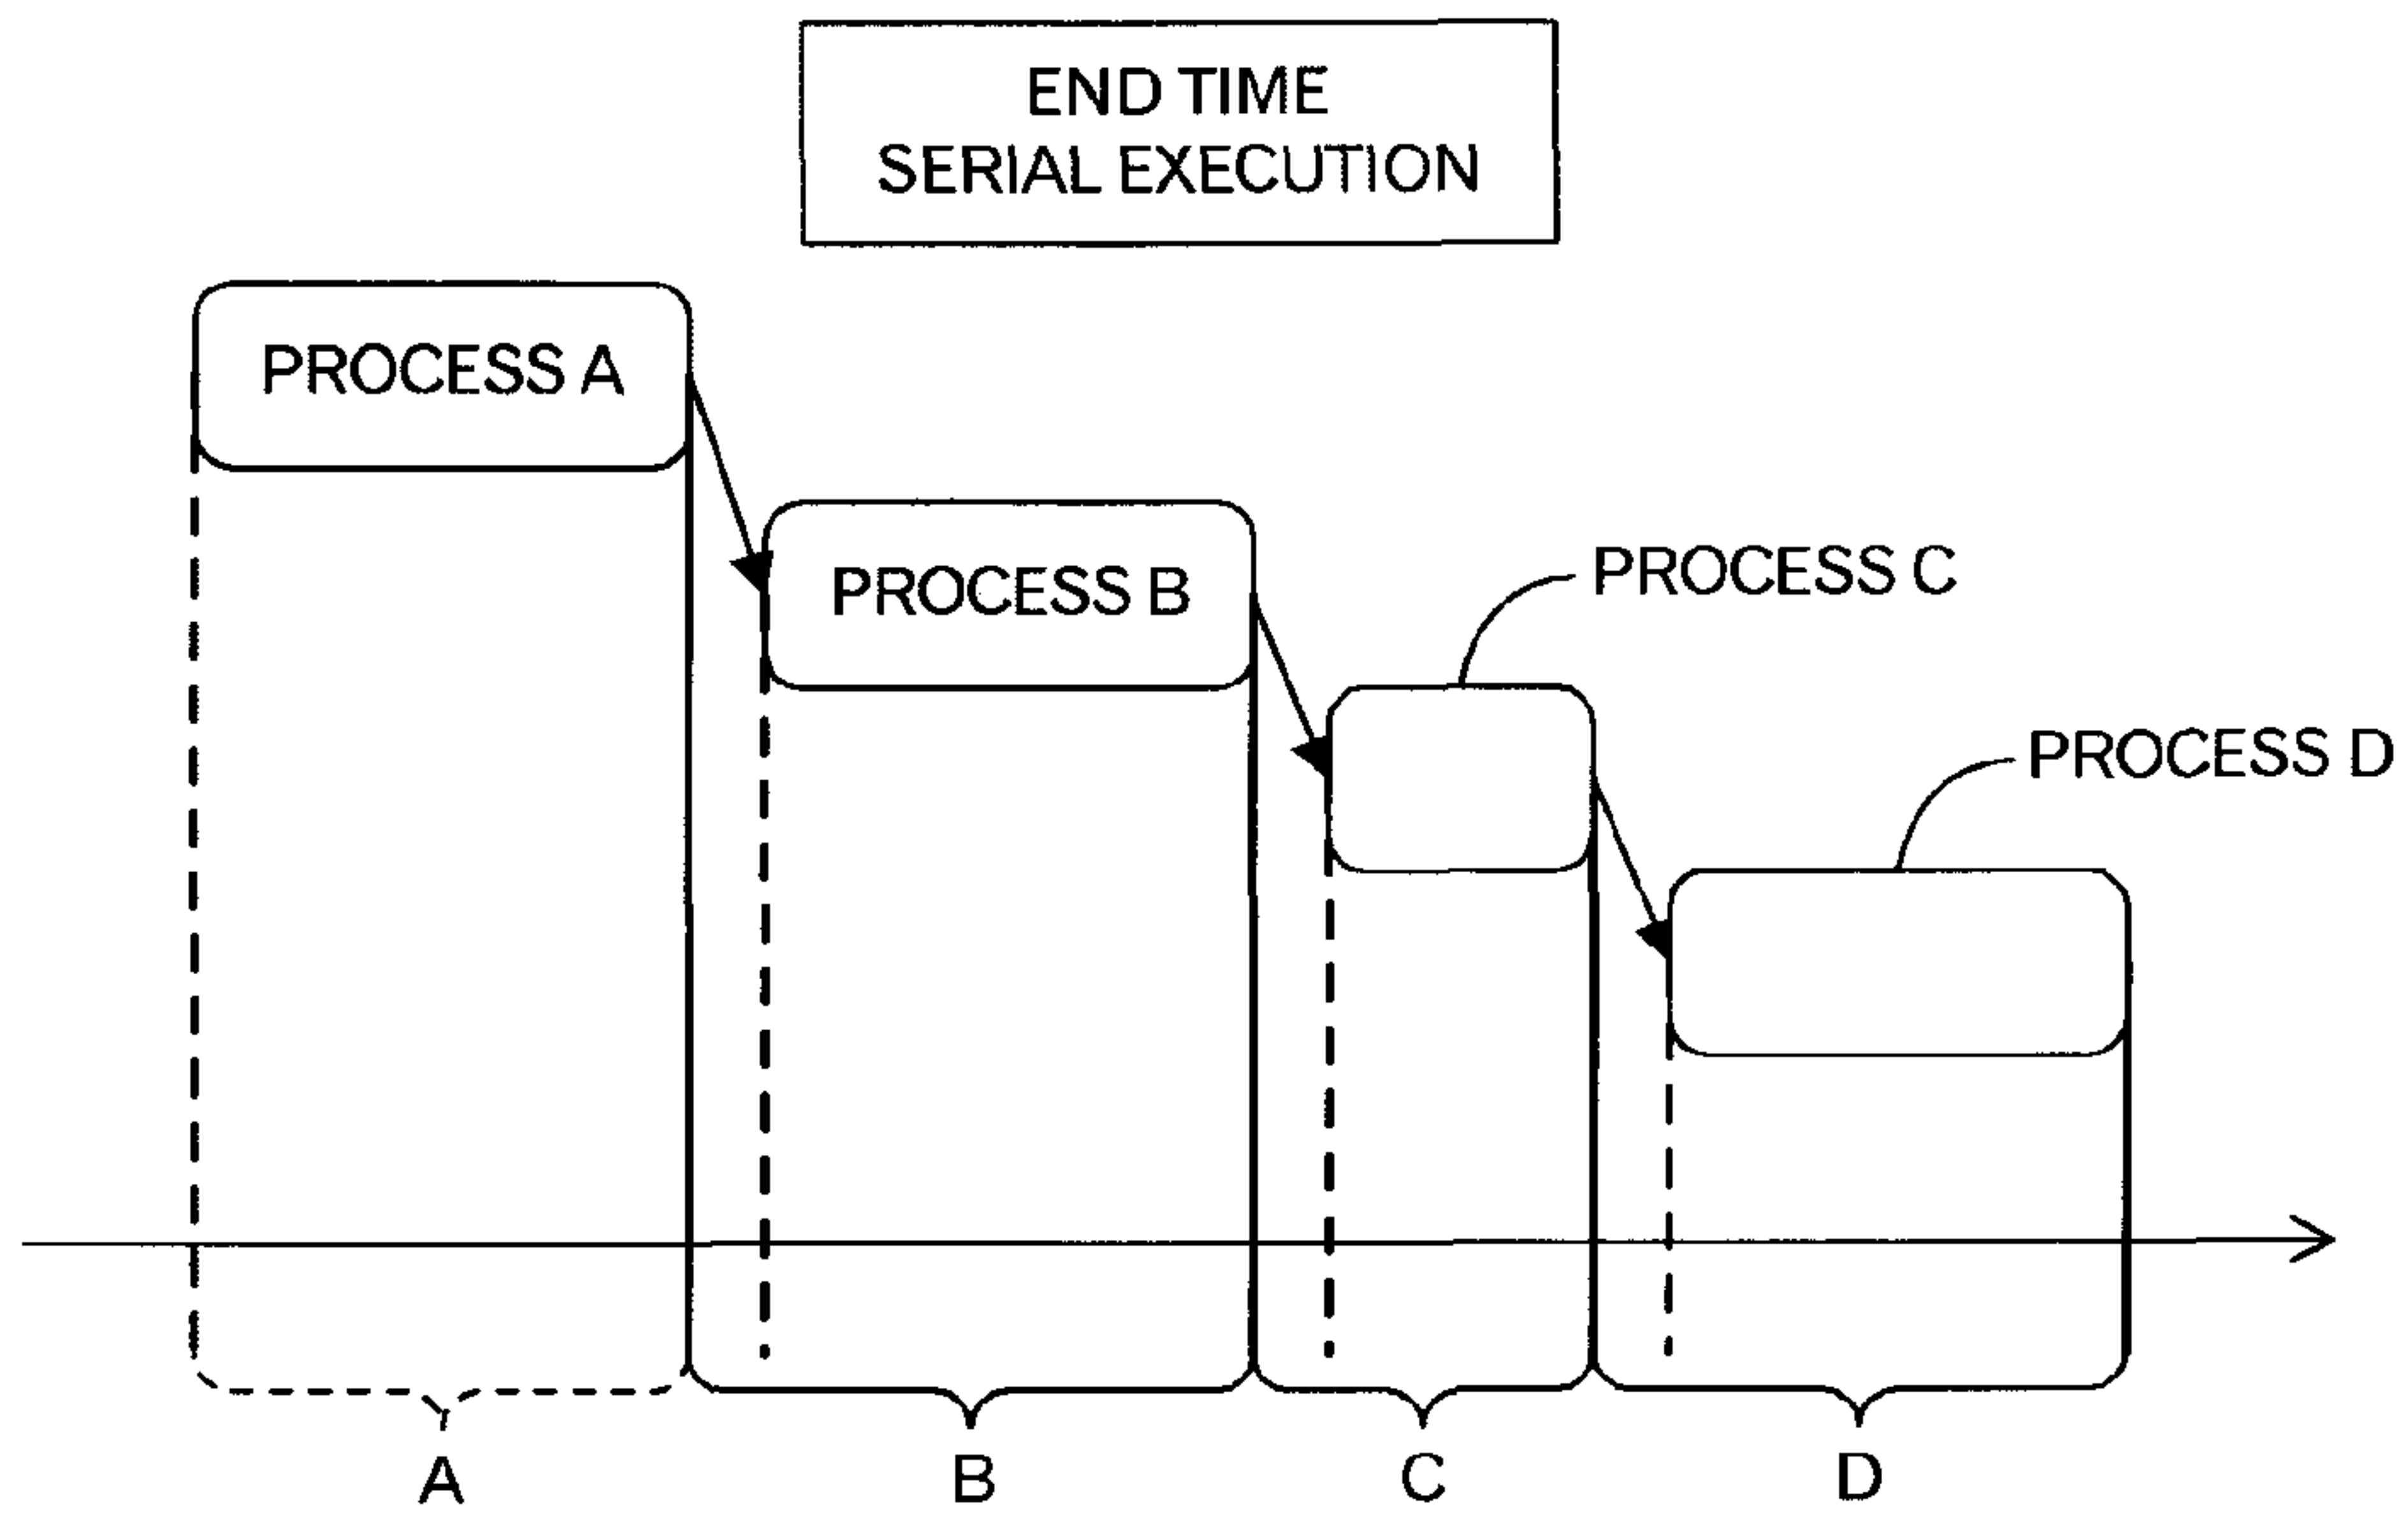 END TIME
SERIAL EXECUTION
PROCESS A
PROCESS B
PROCESS C
PROCESS D
A
B
C
D